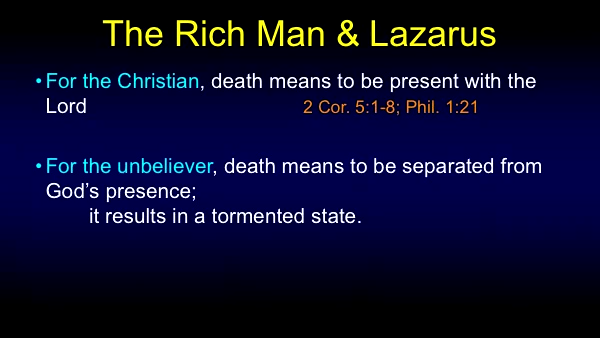 The Rich Man & Lazarus
• For the Christian, death means to be present with the
Lord 2 Cor. 5:1-8; Phil. 1:21
• For the unbeliever, death means to be separated from
God’s presence;
it results in a tormented state.